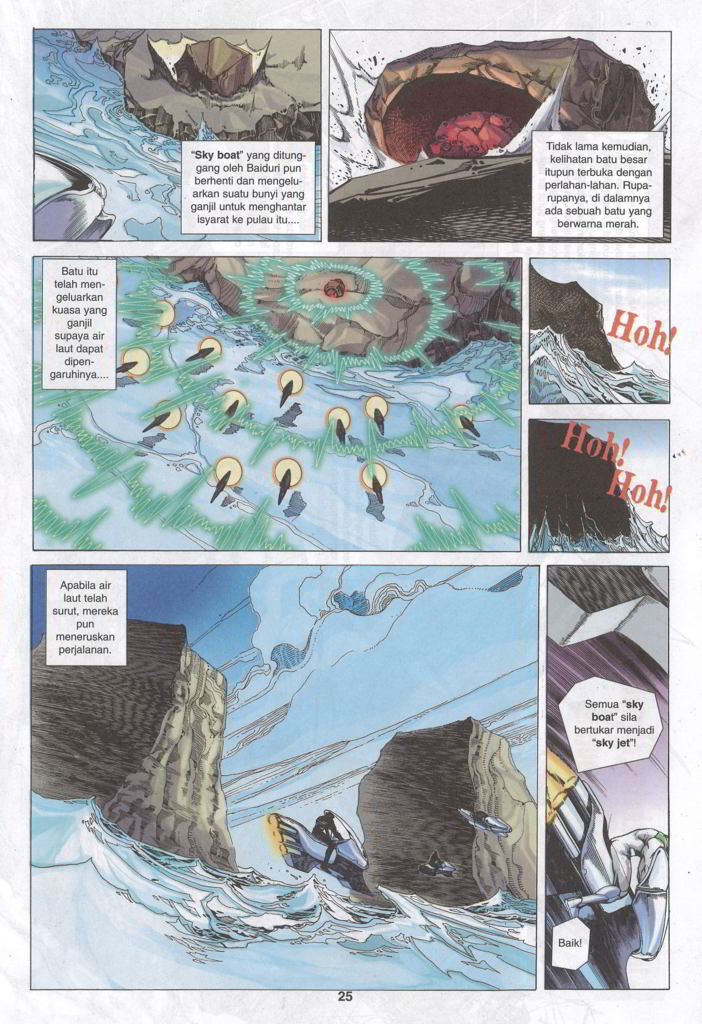 "Sky boat" yang ditung-
gang oleh Baiduri pun
berhenti dan mengelu-
arkan suatu bunyi yang
ganjil untuk menghantar
isyarat ke pulau itu....
Tidak lama kemudian,
kelihatan batu besar
itupun terbuka dengan
perlahan-lahan. Rupa-
rupanya, di dalamnya
ada sebuah batu yang
berwarna merah.
Batu itu
telah men-
geluarkan
kuasa yang
ganjil
supaya air
laut dapat
dipen-
garuhinya....
Hoh!
Hoh!
Hoh!
Apabila air
laut telah
surut, mereka
pun
meneruskan
perjalanan.
Semua "sky
boat" sila
bertukar menjadi
"sky jet"!
Baik!
25